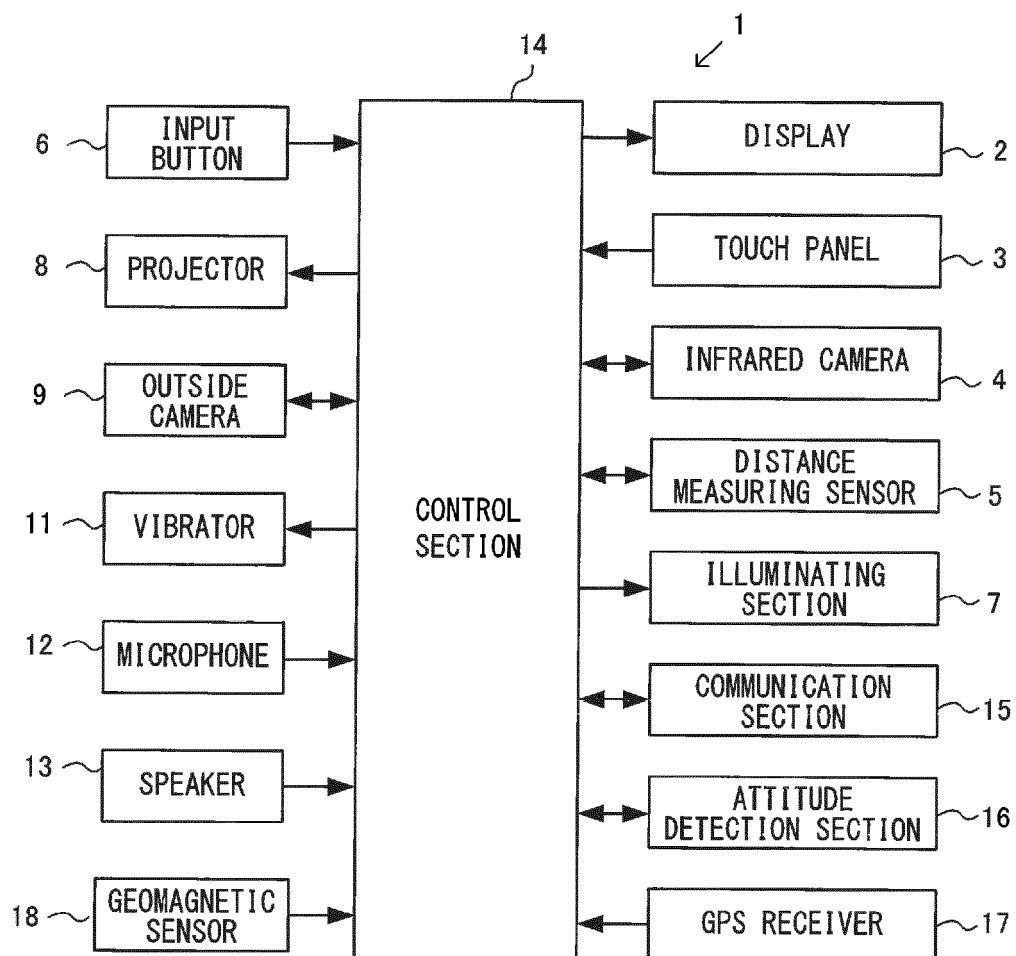 1
14
6
INPUT
BUTTON
DISPLAY
2
8
PROJECTOR
TOUCH PANEL
3
9
OUTSIDE
CAMERA
INFRARED CAMERA
4
11
VIBRATOR
CONTROL
SECTION
DISTANCE
MEASURING SENSOR
5
ILLUMINATING
SECTION
7
12
MICROPHONE
COMMUNICATION
SECTION
15
13
SPEAKER
ATTITUDE
DETECTION SECTION
16
18
GEOMAGNETIC
SENSOR
GPS RECEIVER
17